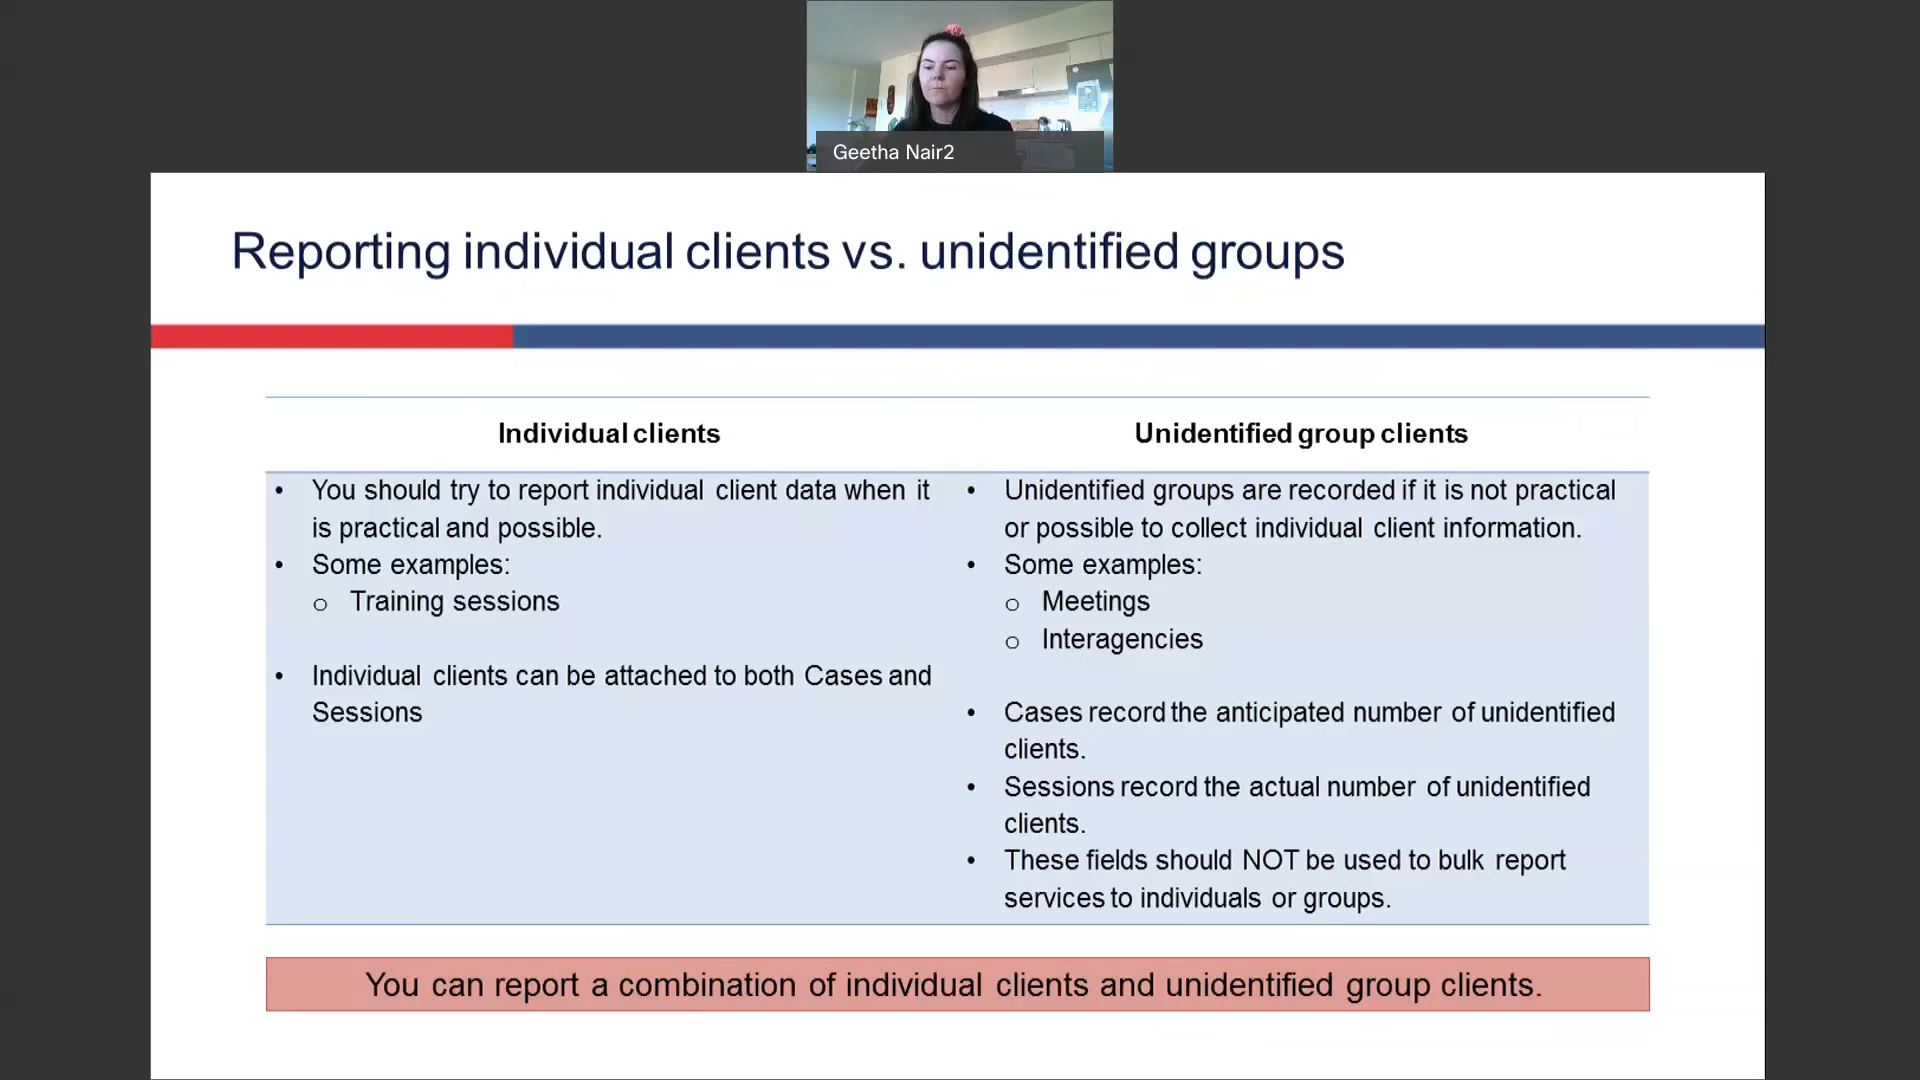 Geetha Nair2
Reporting individual clients vs. unidentified groups
Individual clients
• You should try to report individual client data when it
is practical and possible.
• Some examples:
o Training sessions
• Individual clients can be attached to both Cases and
Sessions
Unidentified group clients
• Unidentified groups are recorded if it is not practical
or possible to collect individual client information.
• Some examples:
o Meetings
o Interagencies
• Cases record the anticipated number of unidentified
clients.
• Sessions record the actual number of unidentified
clients.
• These fields should NOT be used to bulk report
services to individuals or groups.
You can report a combination of individual clients and unidentified group clients.